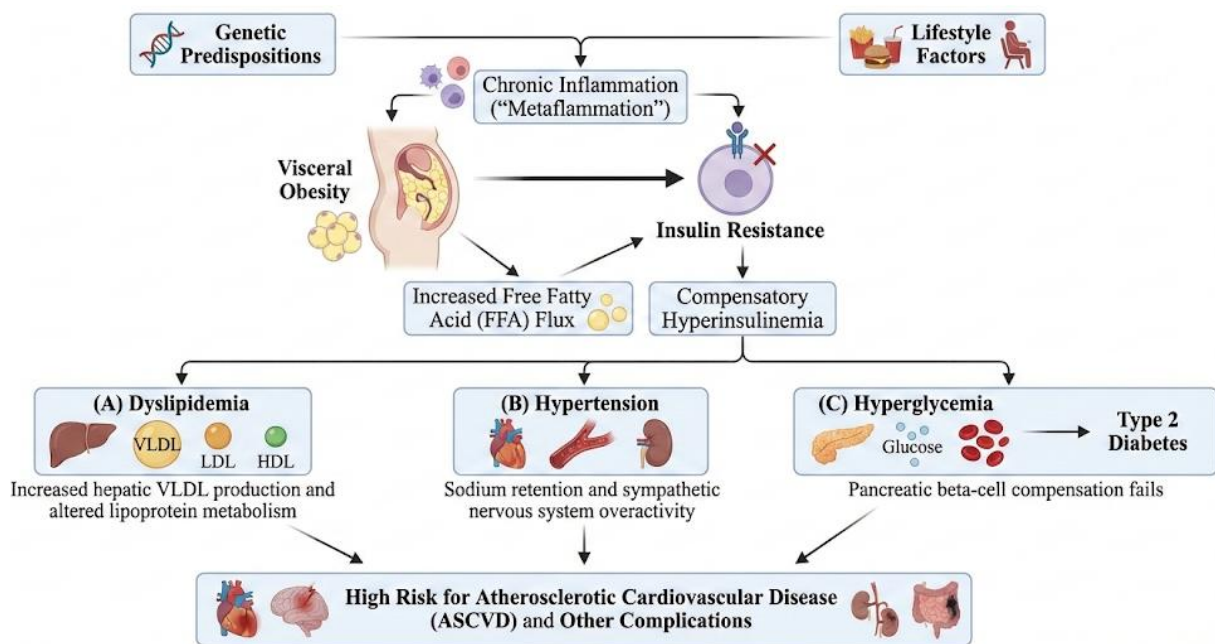 Genetic
Predispositions
Lifestyle
Factors
Chronic Inflammation
(“Metaflammation”)
Visceral
Obesity
Insulin Resistance
Increased Free Fatty
Acid (FFA) Flux
Compensatory
Hyperinsulinemia
(A) Dyslipidemia
VLDL
LDL
HDL
Increased hepatic VLDL production and
altered lipoprotein metabolism
(B) Hypertension
Sodium retention and sympathetic
nervous system overactivity
(C) Hyperglycemia
Glucose
Type 2
Diabetes
Pancreatic beta-cell compensation fails
High Risk for Atherosclerotic Cardiovascular Disease
(ASCVD) and Other Complications